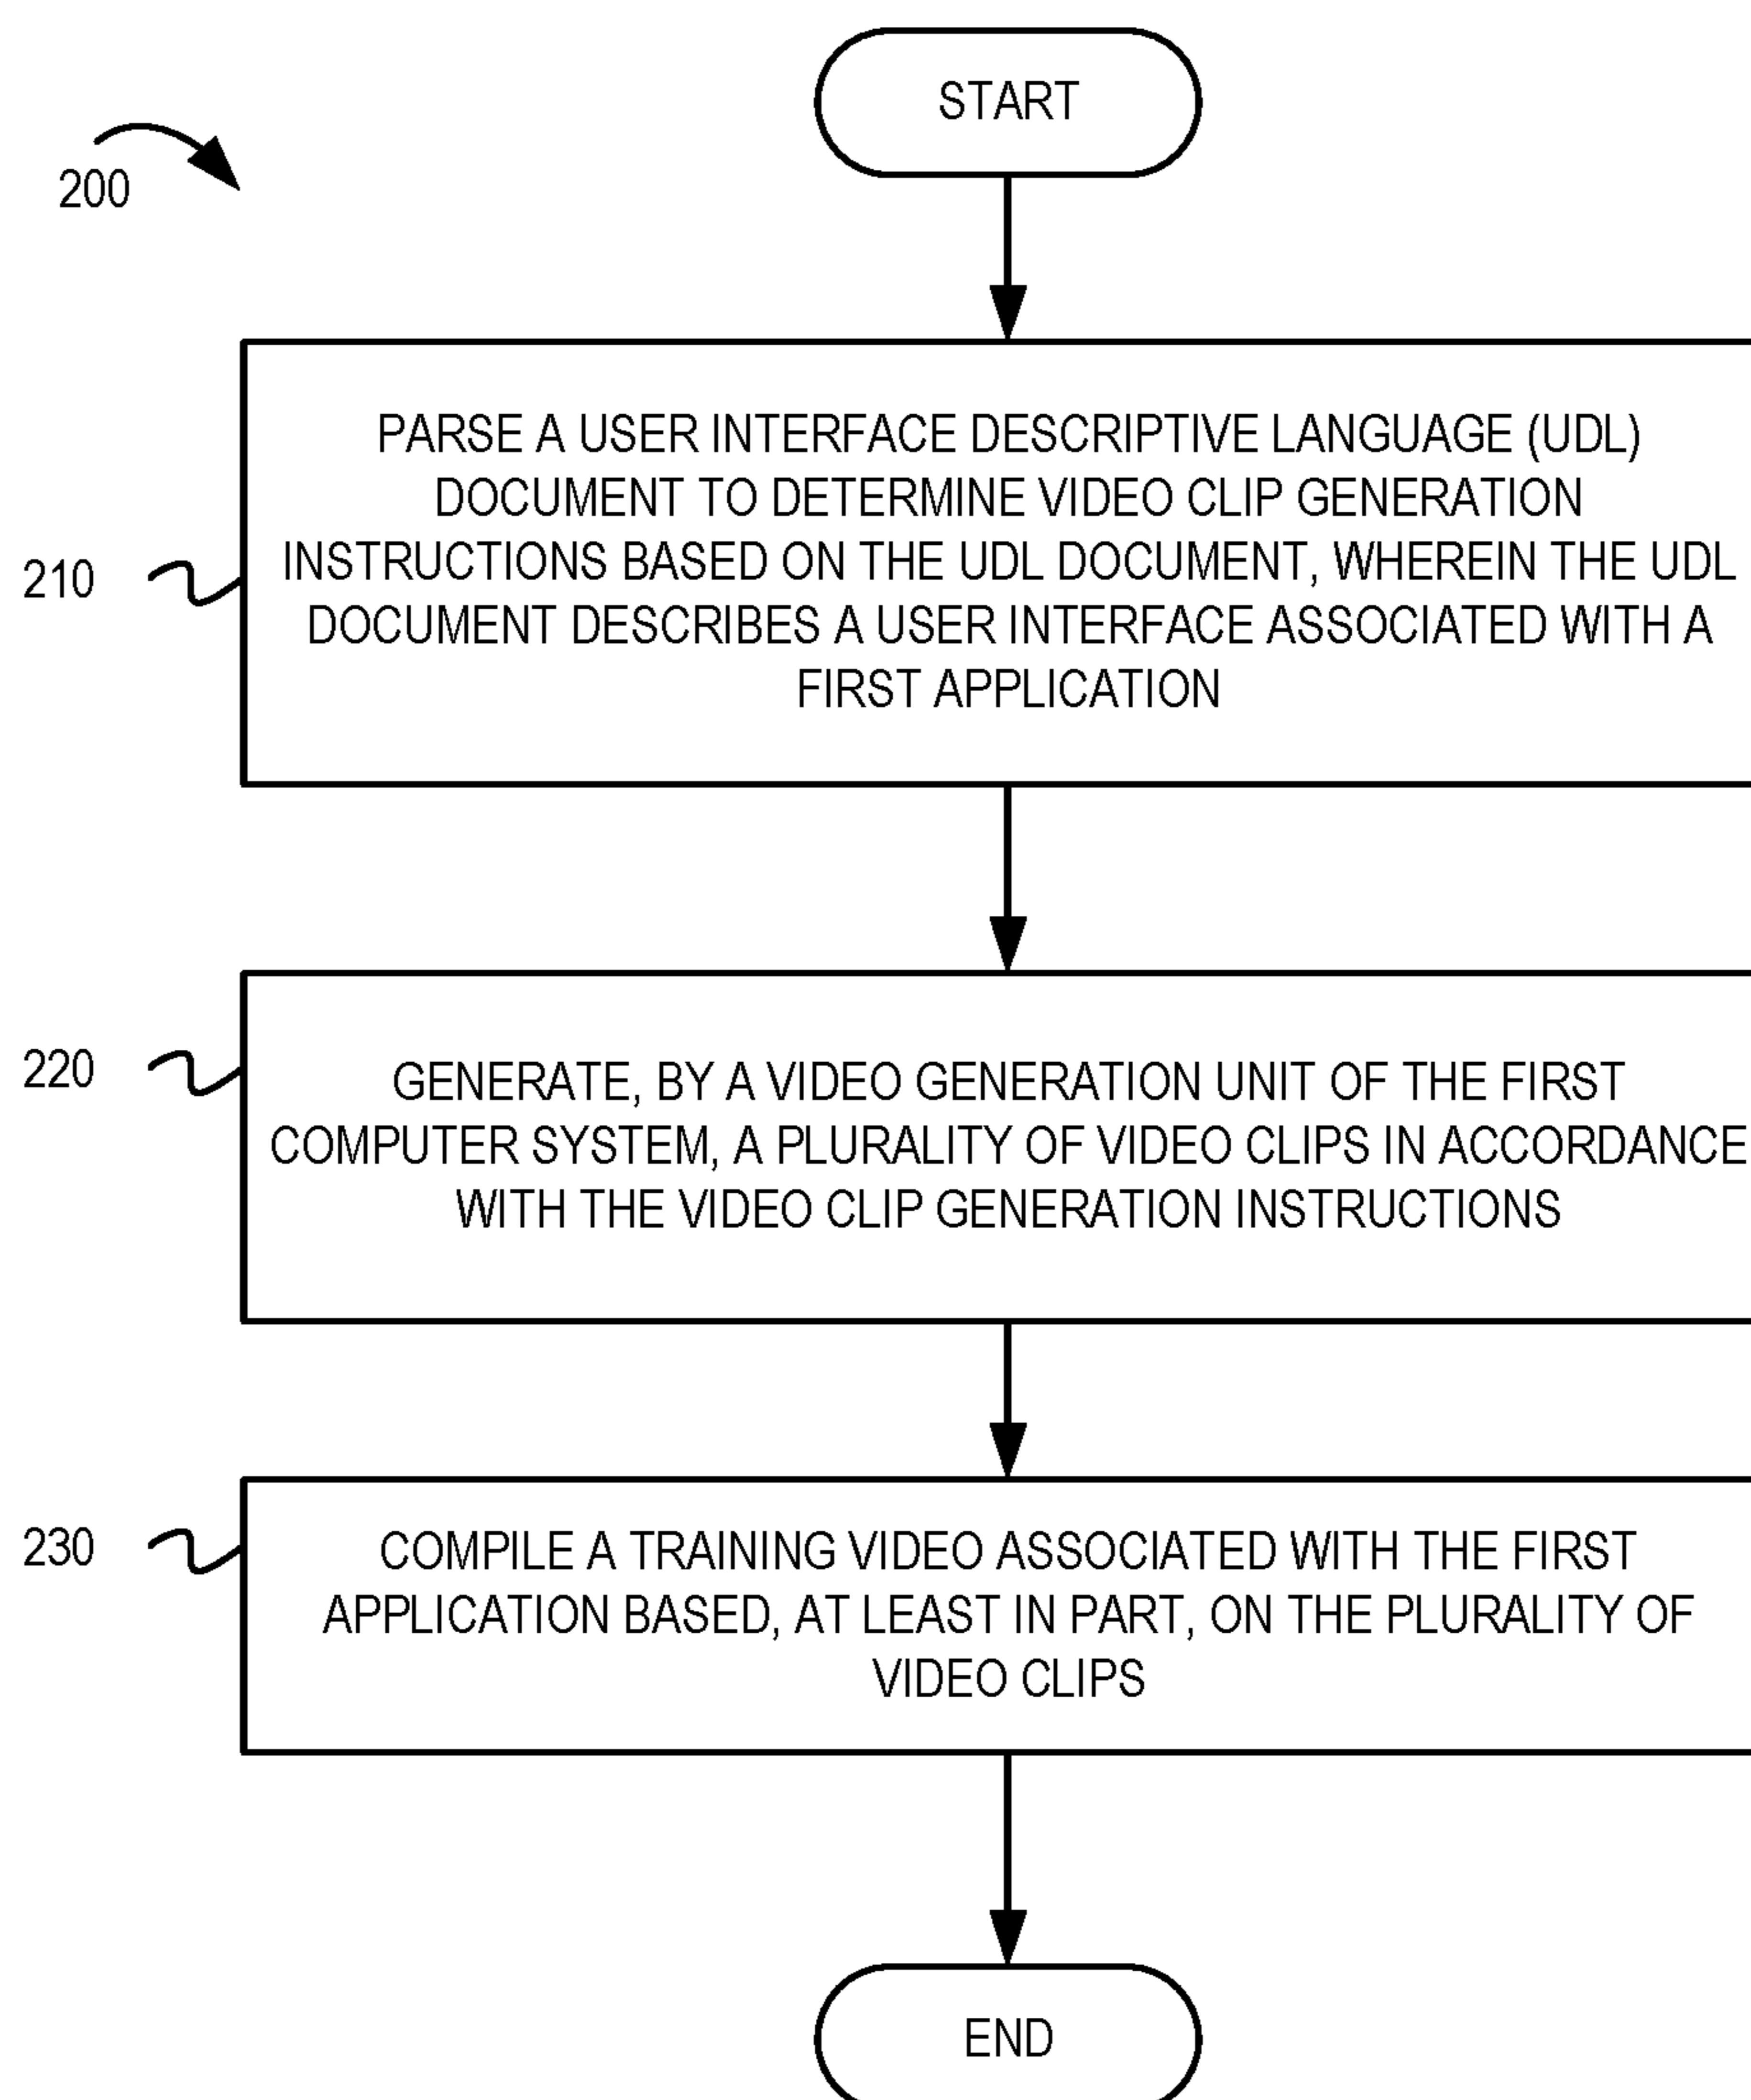 START
200
PARSE A USER INTERFACE DESCRIPTIVE LANGUAGE (UDL)
DOCUMENT TO DETERMINE VIDEO CLIP GENERATION
INSTRUCTIONS BASED ON THE UDL DOCUMENT, WHEREIN THE UDL
DOCUMENT DESCRIBES A USER INTERFACE ASSOCIATED WITH A
FIRST APPLICATION
210
GENERATE, BY A VIDEO GENERATION UNIT OF THE FIRST
COMPUTER SYSTEM, A PLURALITY OF VIDEO CLIPS IN ACCORDANCE
WITH THE VIDEO CLIP GENERATION INSTRUCTIONS
220
COMPILE A TRAINING VIDEO ASSOCIATED WITH THE FIRST
APPLICATION BASED, AT LEAST IN PART, ON THE PLURALITY OF
VIDEO CLIPS
230
END